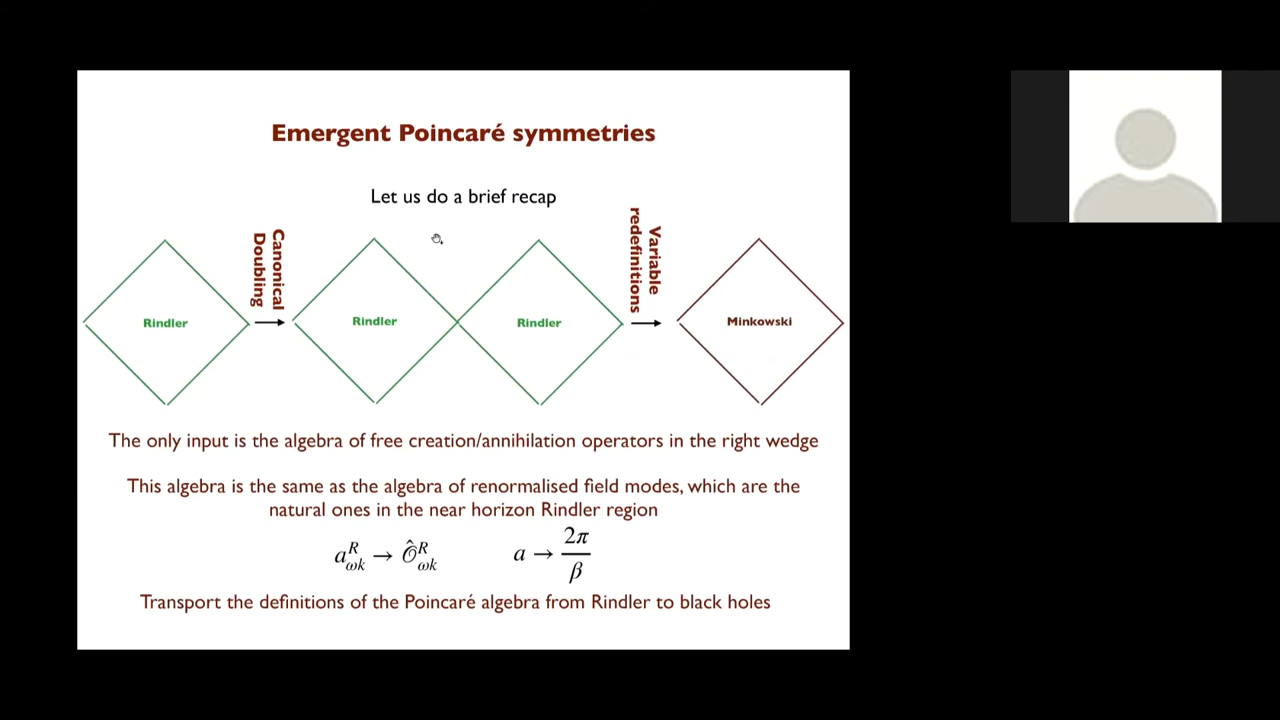 Emergent Poincaré symmetries
Let us do a brief recap
Canonical
Doubling
Variable
redefinitions
Rindler
Rindler
Rindler
Minkowski
The only input is the algebra of free creation/annihilation operators in the right wedge
This algebra is the same as the algebra of renormalised field modes, which are the
natural ones in the near horizon Rindler region
a^R_{ωk} → Ô^R_{ωk} a → 2π/β
Transport the definitions of the Poincaré algebra from Rindler to black holes